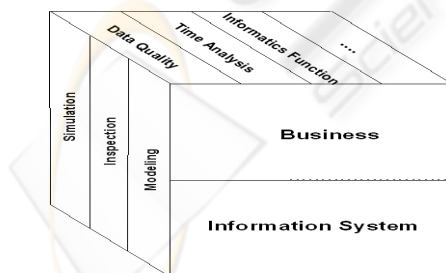 Data Quality
Time Analysis
Informatics Function
....
Simulation
Inspection
Modeling
Business
Information System